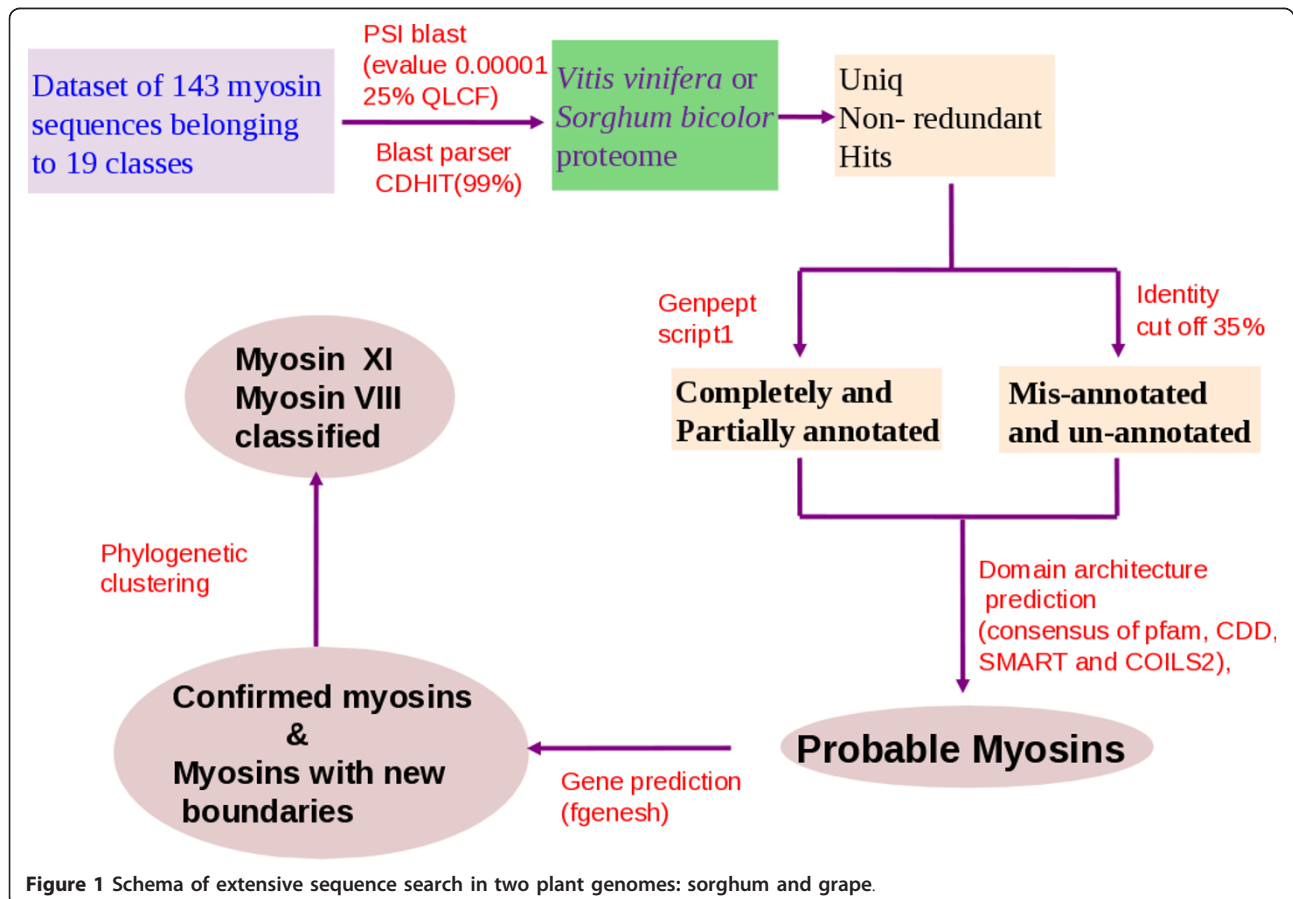 Dataset of 143 myosin
sequences belonging
to 19 classes
PSI blast
(evalue 0.00001
25% QLCF)
Blast parser
CDHIT(99%)
Vitis vinifera or
Sorghum bicolor
proteome
Uniq
Non- redundant
Hits
Genpept
script1
Identity
cut off 35%
Completely and
Partially annotated
Mis-annotated
and un-annotated
Domain architecture
prediction
(consensus of pfam, CDD,
SMART and COILS2),
Probable Myosins
Gene prediction
(fgenesh)
Confirmed myosins
&
Myosins with new
boundaries
Phylogenetic
clustering
Myosin XI
Myosin VIII
classified
Figure 1 Schema of extensive sequence search in two plant genomes: sorghum and grape.